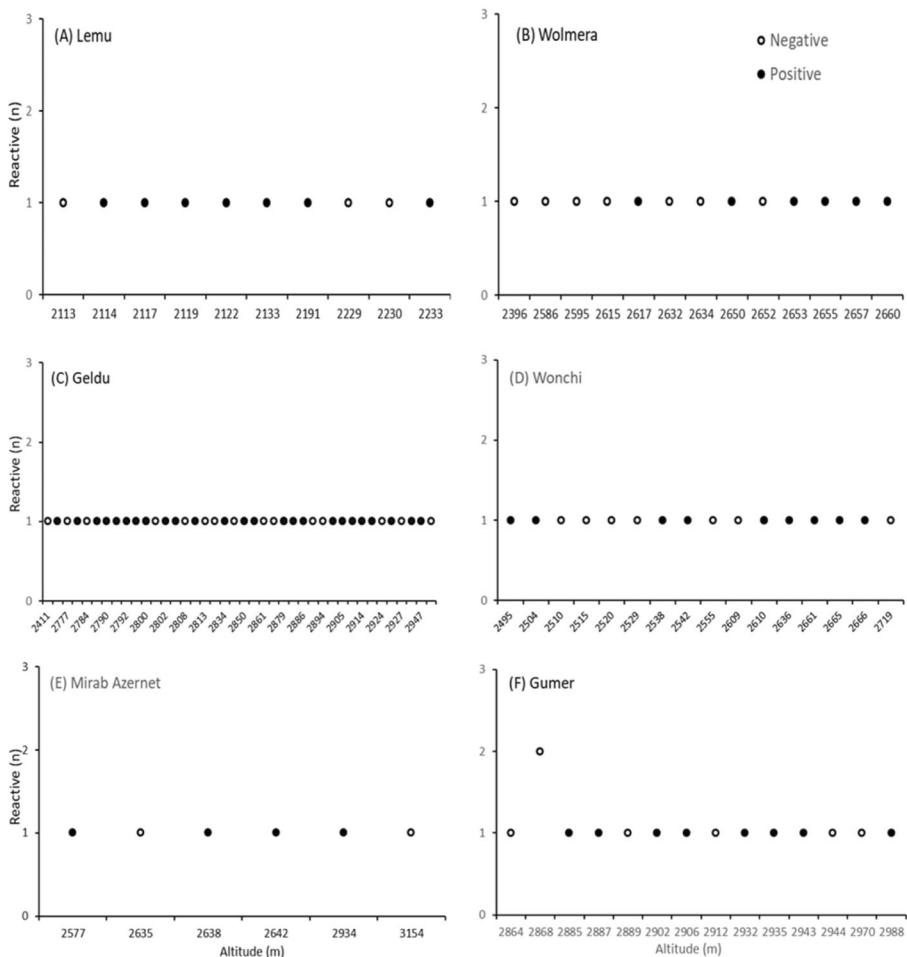 (A) Lemu
Reactive (n)
3
2
1
0
2113 2114 2117 2119 2122 2133 2191 2229 2230 2233
(B) Wolmera
Negative
Positive
3
2
1
0
2396 2586 2595 2615 2617 2632 2634 2650 2652 2653 2655 2657 2660
(C) Geldu
Reactive (n)
3
2
1
0
2411 2777 2784 2790 2792 2800 2802 2808 2813 2834 2850 2861 2879 2886 2894 2905 2914 2924 2927 2947
(D) Wonchi
3
2
1
0
2495 2504 2510 2515 2520 2529 2538 2542 2555 2609 2610 2636 2661 2665 2666 2719
(E) Mirab Azernet
Reactive (n)
3
2
1
0
2577 2635 2638 2642 2934 3154
Altitude (m)
(F) Gumer
3
2
1
0
2864 2868 2885 2887 2889 2902 2906 2912 2932 2935 2943 2944 2970 2988
Altitude (m)